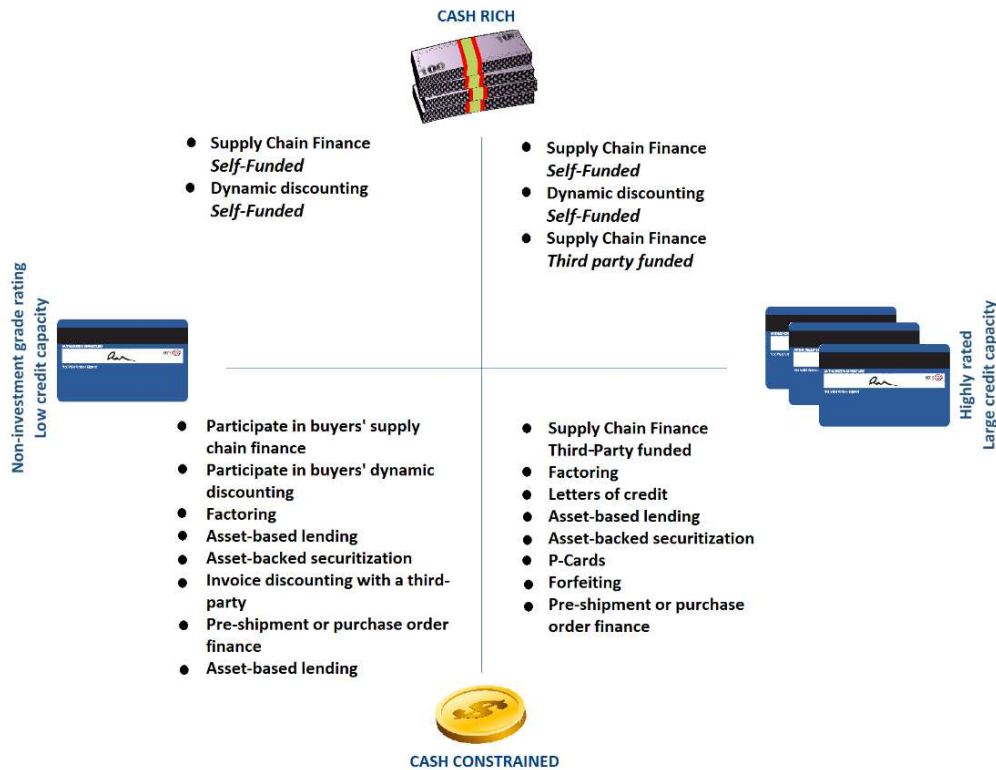 CASH RICH
100
100
● Supply Chain Finance
Self-Funded
● Dynamic discounting
Self-Funded
● Supply Chain Finance
Self-Funded
● Dynamic discounting
Self-Funded
● Supply Chain Finance
Third party funded
Non-investment grade rating
Low credit capacity
Highly rated
Large credit capacity
● Participate in buyers' supply
chain finance
● Participate in buyers' dynamic
discounting
● Factoring
● Asset-based lending
● Asset-backed securitization
● Invoice discounting with a third-
party
● Pre-shipment or purchase order
finance
● Asset-based lending
● Supply Chain Finance
Third-Party funded
● Factoring
● Letters of credit
● Asset-based lending
● Asset-backed securitization
● P-Cards
● Forfeiting
● Pre-shipment or purchase
order finance
CASH CONSTRAINED